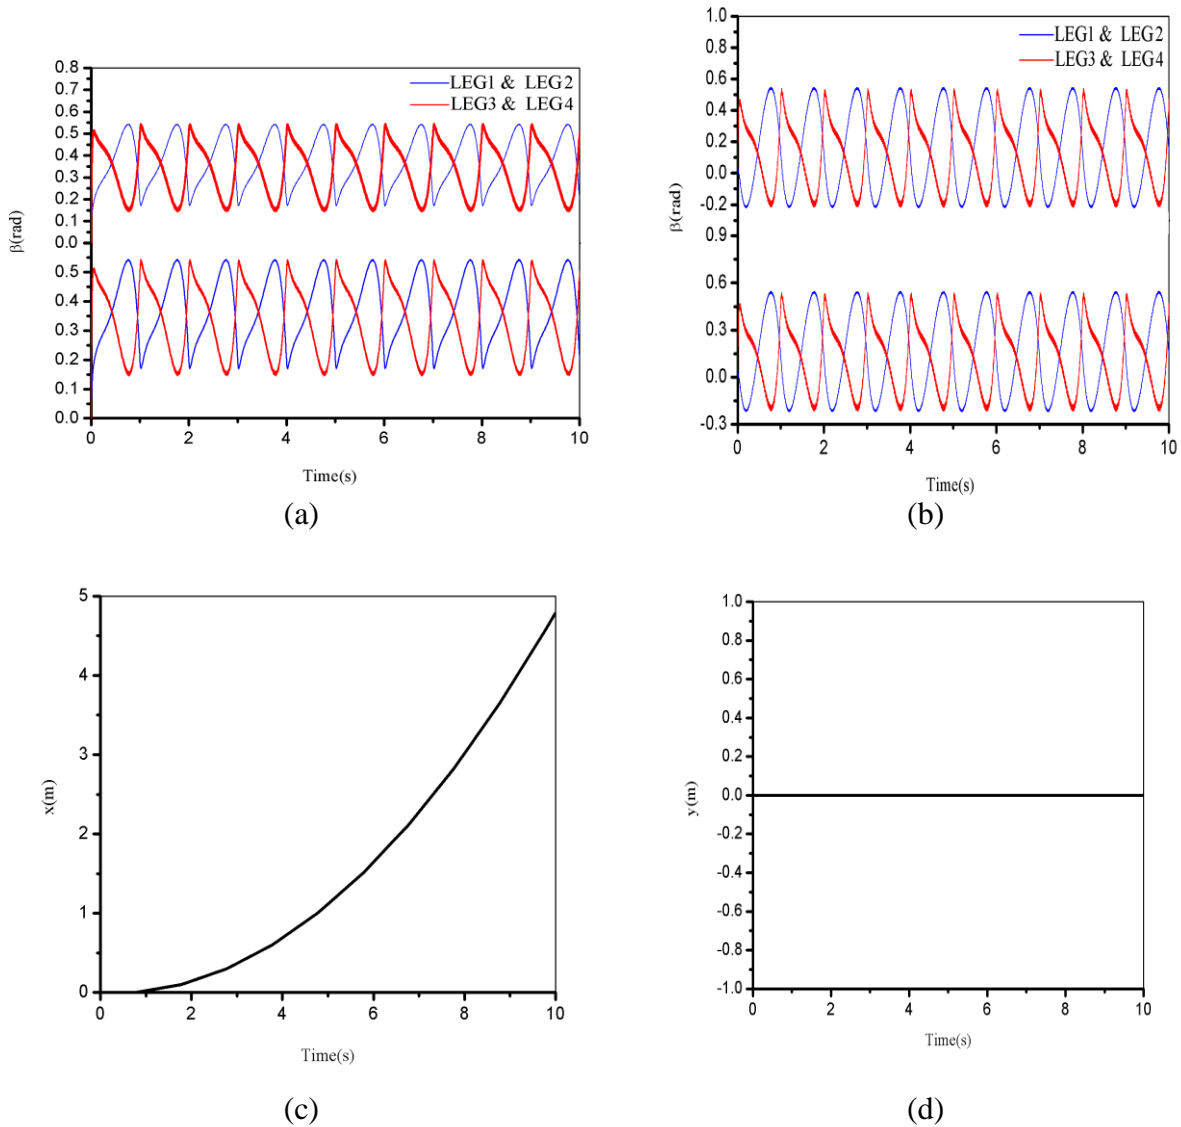 LEG1 & LEG2
LEG3 & LEG4
0.8
0.7
0.6
0.5
0.4
0.3
0.2
0.1
0.0
0.5
0.4
0.3
0.2
0.1
0.0
β(rad)
0 2 4 6 8 10
Time(s)
(a)
LEG1 & LEG2
LEG3 & LEG4
1.0
0.8
0.6
0.4
0.2
0.0
-0.2
0.9
0.6
0.3
0.0
-0.3
β(rad)
0 2 4 6 8 10
Time(s)
(b)
5
4
3
2
1
0
x(m)
0 2 4 6 8 10
Time(s)
(c)
1.0
0.8
0.6
0.4
0.2
0.0
-0.2
-0.4
-0.6
-0.8
-1.0
y(m)
0 2 4 6 8 10
Time(s)
(d)